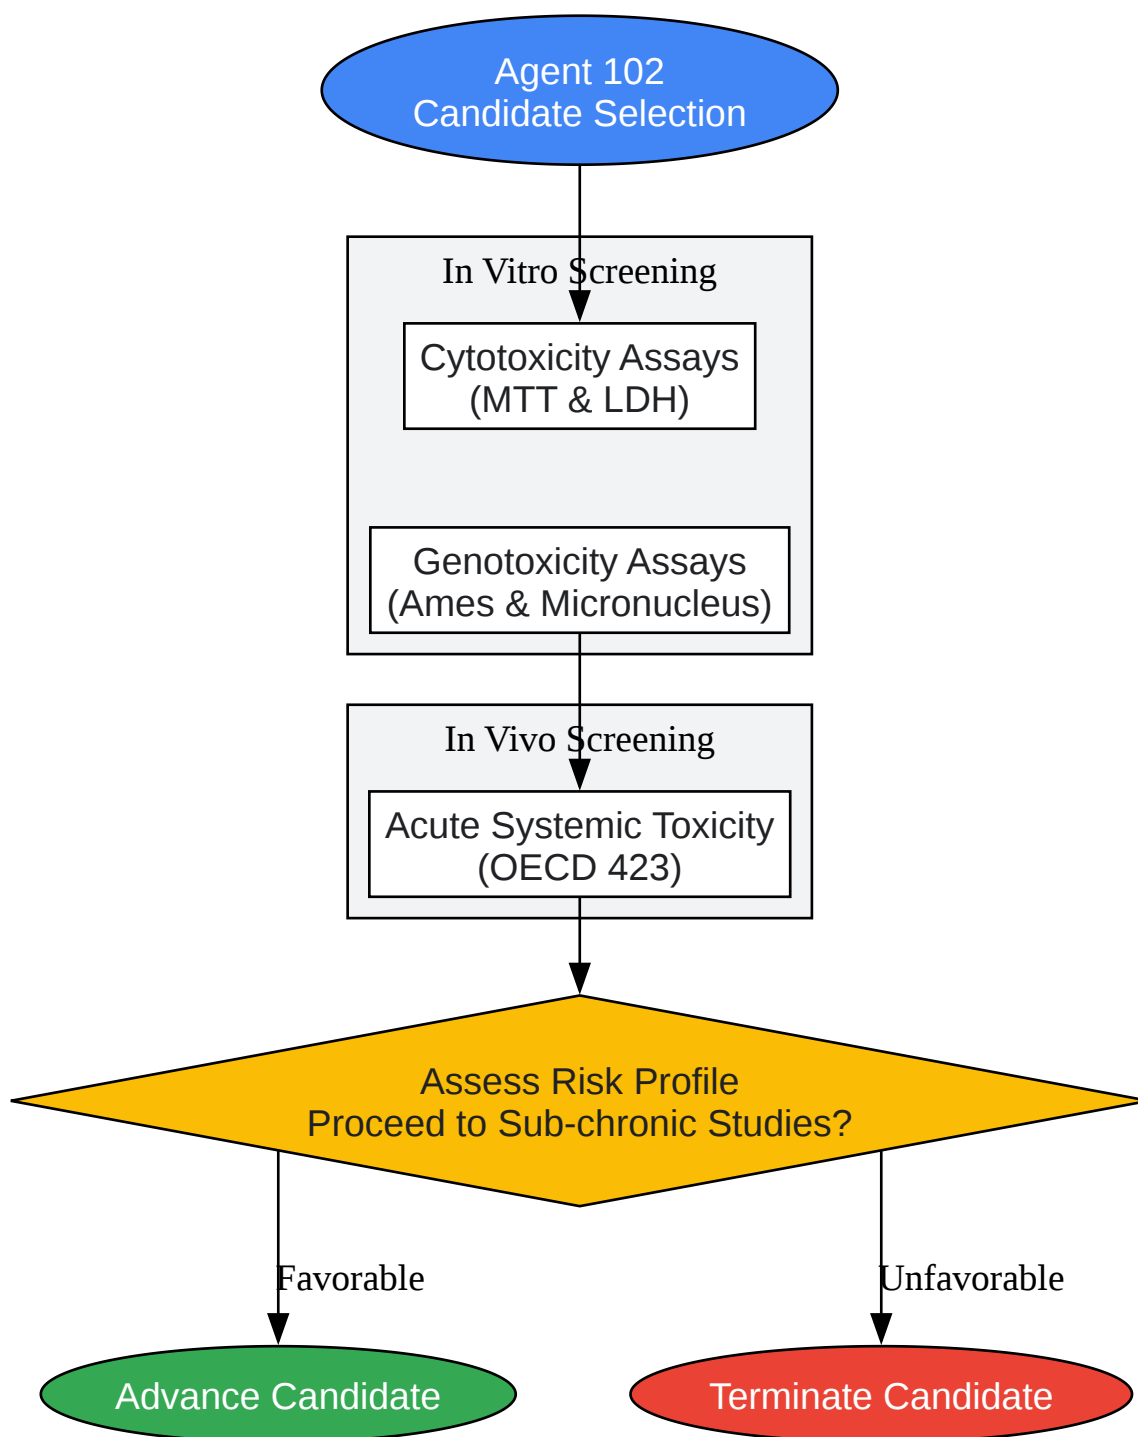 Agent 102
Candidate Selection
In Vitro Screening
Cytotoxicity Assays
(MTT & LDH)
Genotoxicity Assays
(Ames & Micronucleus)
In Vivo Screening
Acute Systemic Toxicity
(OECD 423)
Assess Risk Profile
Proceed to Sub-chronic Studies?
Favorable
Unfavorable
Advance Candidate
Terminate Candidate